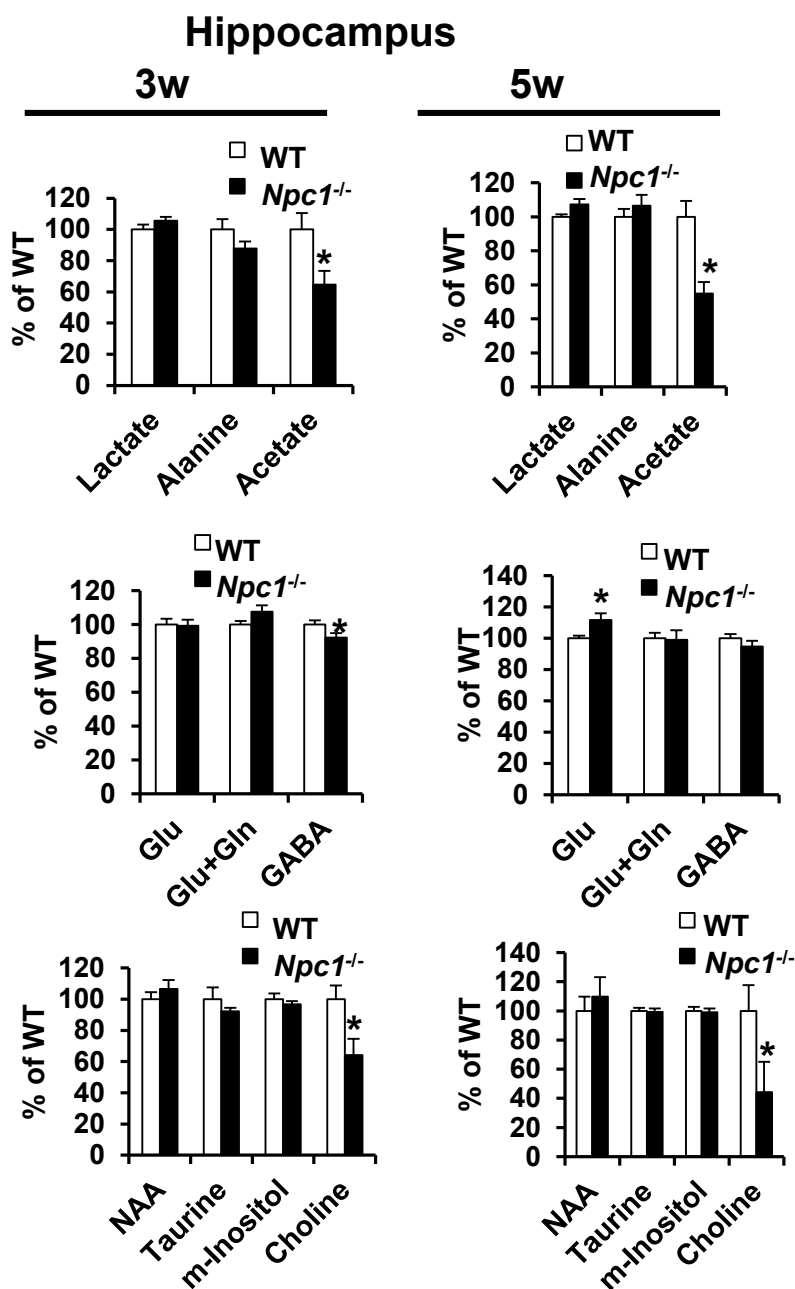 Hippocampus
3w
5w
WT
Npc1-/-
% of WT
120
100
80
60
40
20
0
*
Lactate
Alanine
Acetate
WT
Npc1-/-
% of WT
120
100
80
60
40
20
0
*
Lactate
Alanine
Acetate
WT
Npc1-/-
% of WT
120
100
80
60
40
20
0
*
Glu
Glu+Gln
GABA
WT
Npc1-/-
% of WT
140
120
100
80
60
40
20
0
*
Glu
Glu+Gln
GABA
WT
Npc1-/-
% of WT
120
100
80
60
40
20
0
*
NAA
Taurine
m-Inositol
Choline
WT
Npc1-/-
% of WT
140
120
100
80
60
40
20
0
*
NAA
Taurine
m-Inositol
Choline